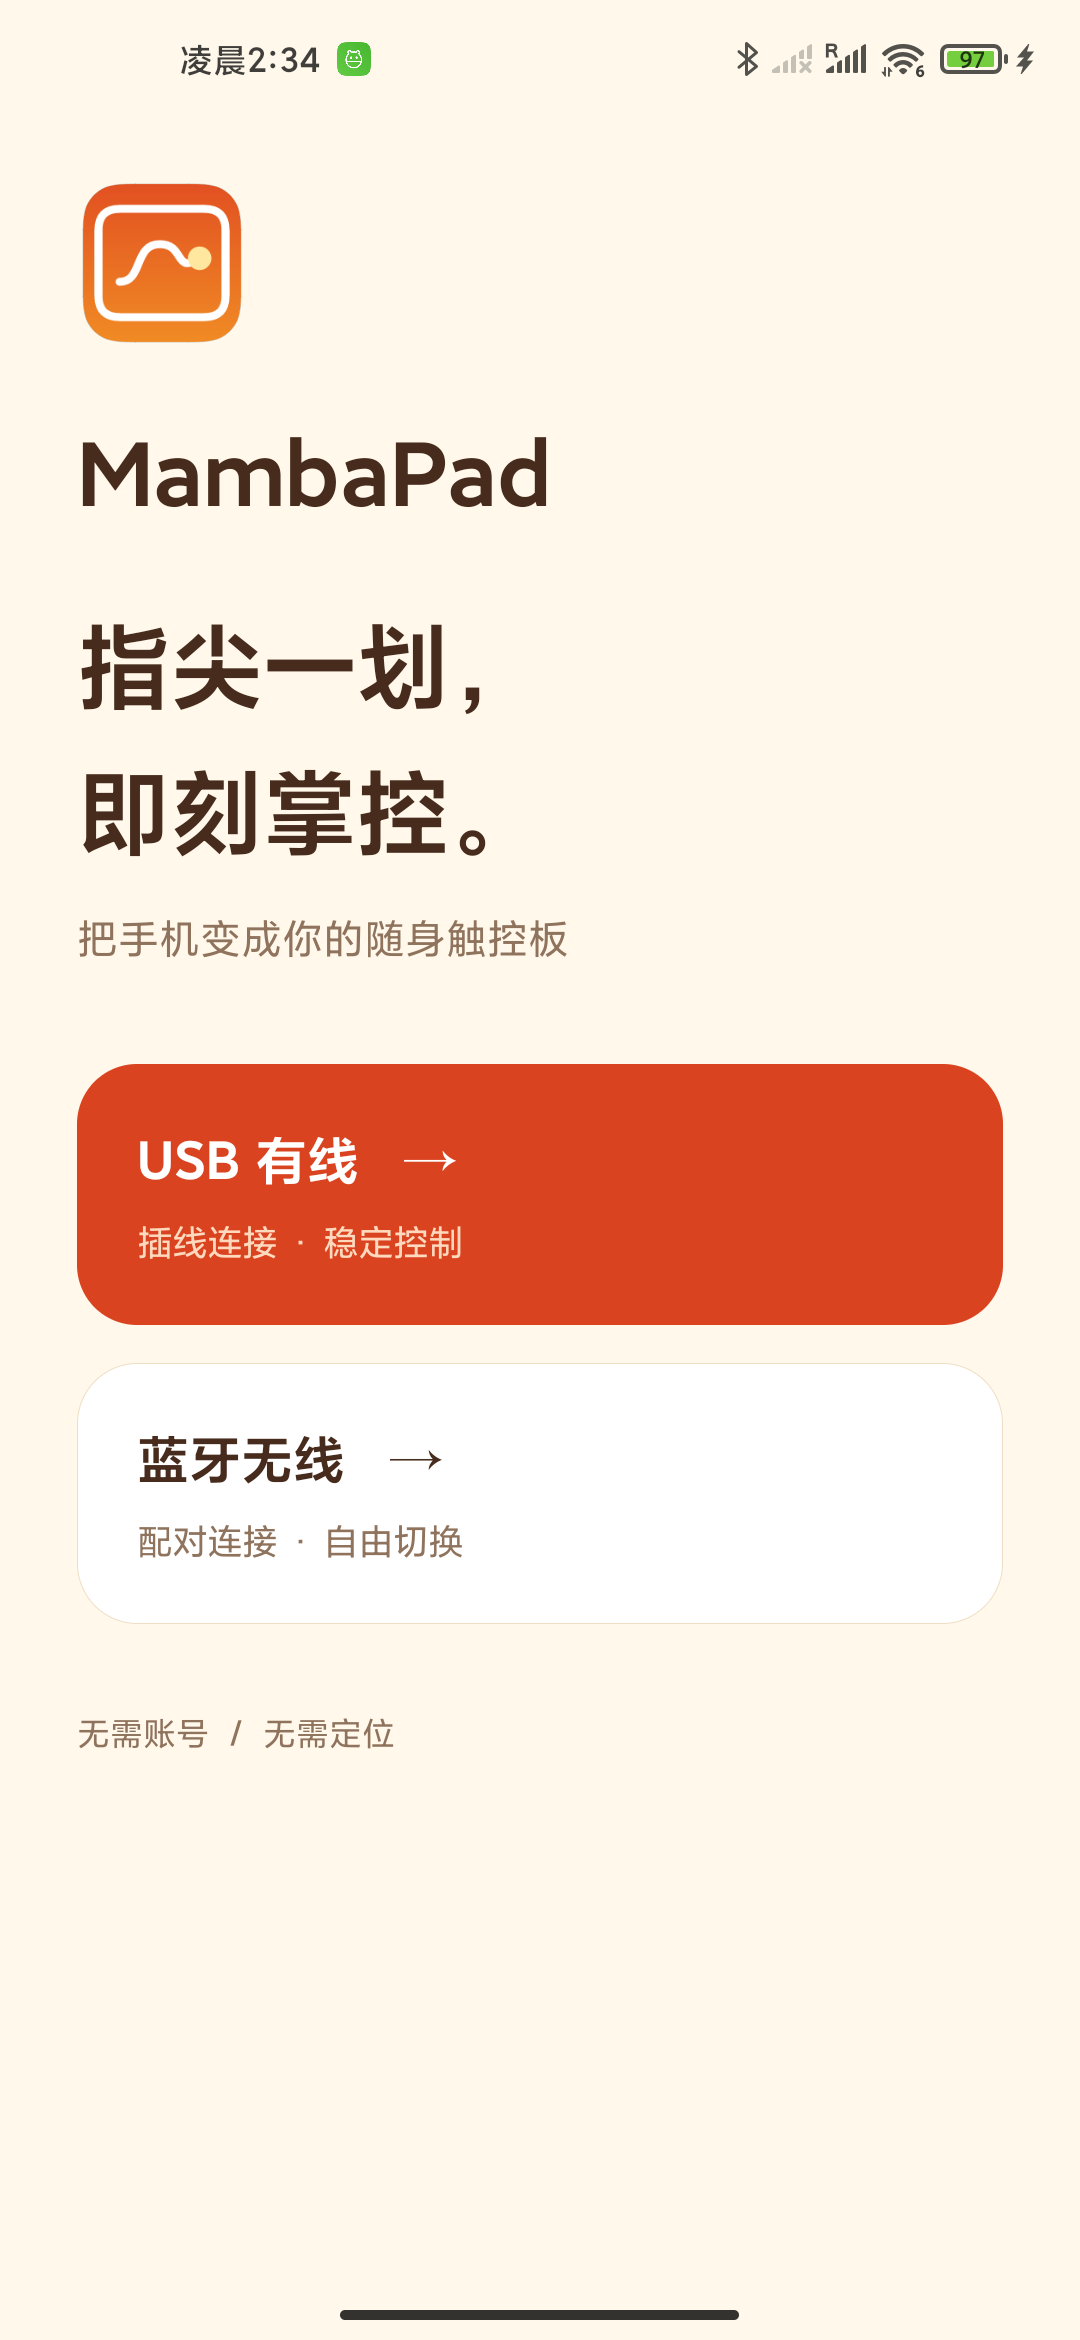 凌晨2:34
R
6
97
MambaPad
指尖一划，
即刻掌控。
把手机变成你的随身触控板
USB 有线 →
插线连接 · 稳定控制
蓝牙无线 →
配对连接 · 自由切换
无需账号 / 无需定位